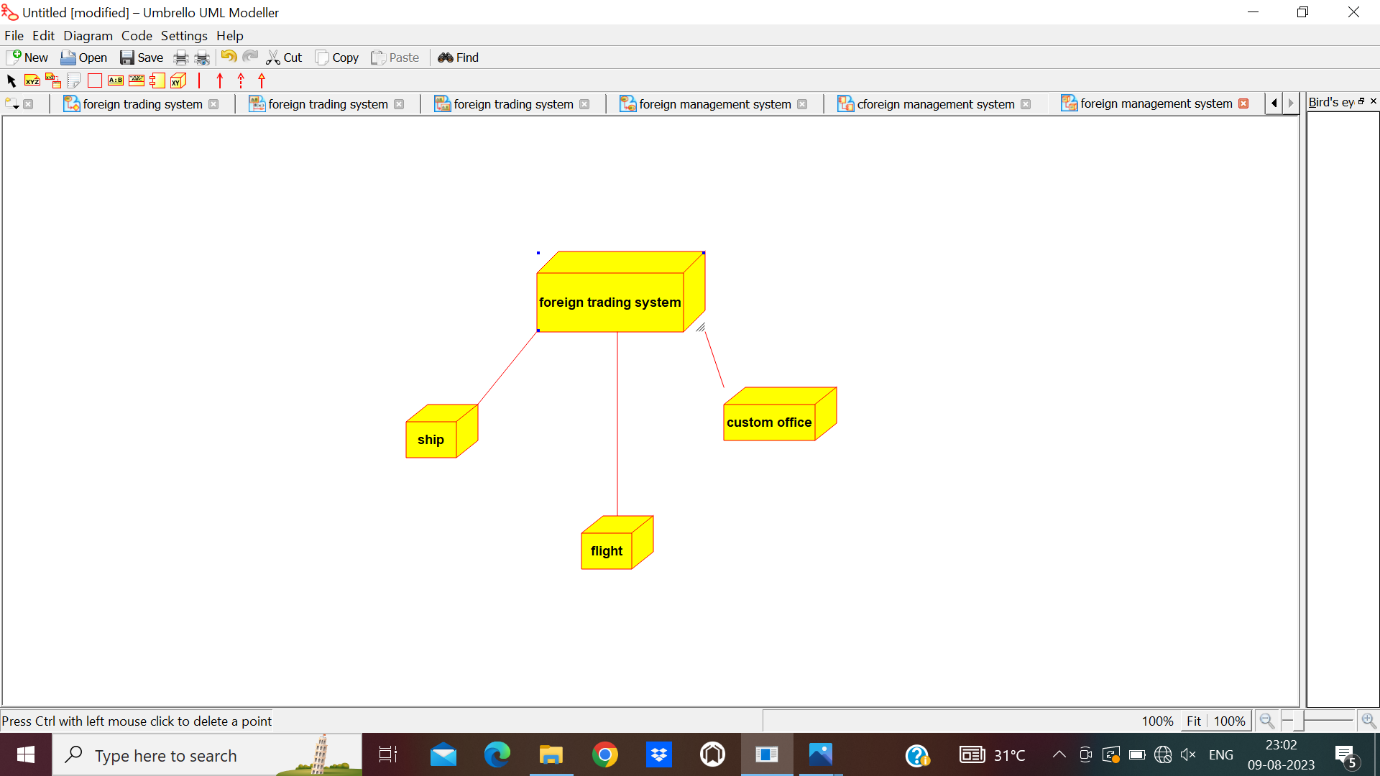 Untitled [modified] – Umbrello UML Modeller
File Edit Diagram Code Settings Help
New Open Save Cut Copy Paste Find
foreign trading system foreign trading system foreign trading system foreign management system cforeign management system foreign management system Bird's ey
foreign trading system
ship
custom office
flight
Press Ctrl with left mouse click to delete a point
100% Fit 100%
Type here to search
31°C
ENG
23:02
09-08-2023
5